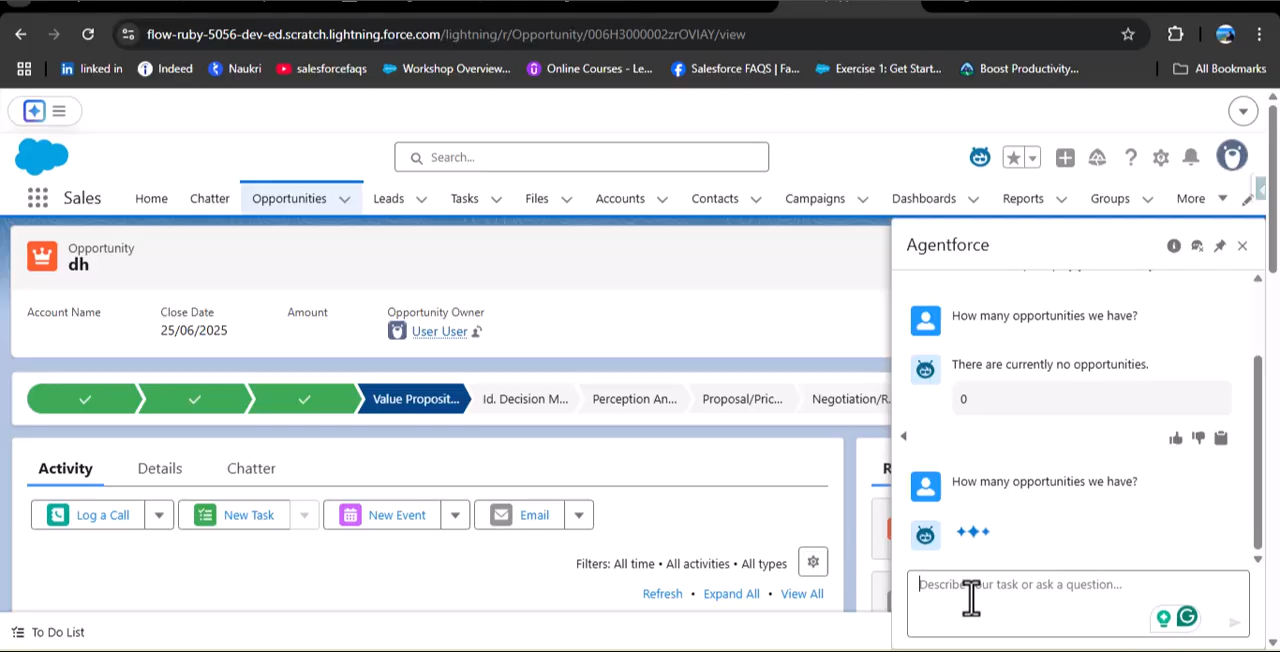 flow-ruby-5056-dev-ed.scratch.lightning.force.com/lightning/r/Opportunity/006H3000002zrOVIAY/view
linked in Indeed Naukri salesforcefaqs Workshop Overview... Online Courses - Le... Salesforce FAQS | Fa... Exercise 1: Get Start... Boost Productivity... All Bookmarks
Search...
Sales Home Chatter Opportunities Leads Tasks Files Accounts Contacts Campaigns Dashboards Reports Groups More
Opportunity
dh
Account Name Close Date Amount Opportunity Owner
25/06/2025 User User
Value Proposit... Id. Decision M... Perception An... Proposal/Pric... Negotiation/R...
Activity Details Chatter
Log a Call New Task New Event Email
Filters: All time • All activities • All types
Refresh • Expand All • View All
To Do List
R
Agentforce
How many opportunities we have?
There are currently no opportunities.
0
How many opportunities we have?
Describe your task or ask a question...